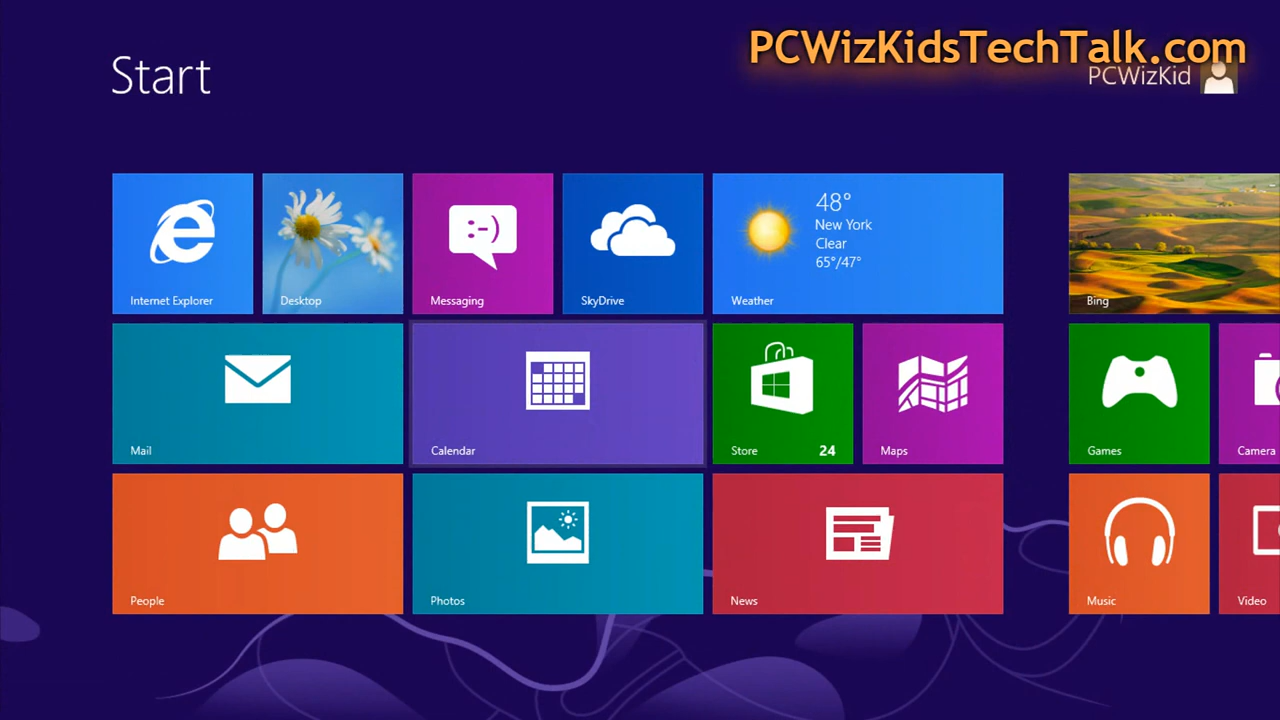 PCWizKidsTechTalk.com
Start
PCWizKid
Internet Explorer
Desktop
Messaging
:-)
SkyDrive
48°
New York
Clear
65°/47°
Weather
Bing
Mail
Calendar
Store
24
Maps
Games
Camera
People
Photos
News
Music
Video